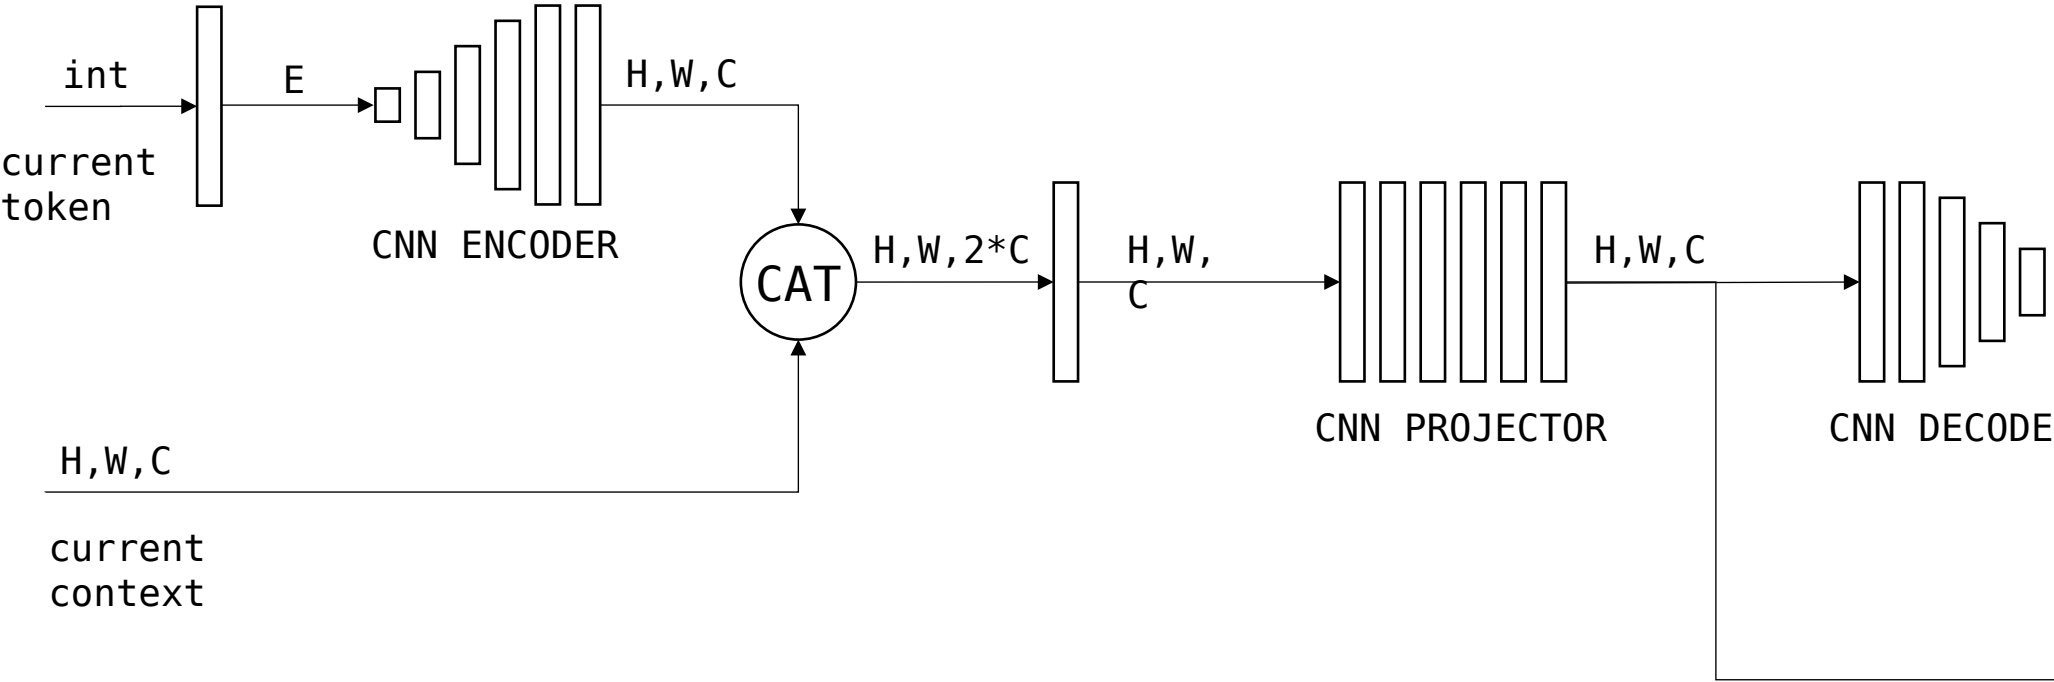 int
E
H,W,C
current
token
CNN ENCODER
CAT
H,W,2*C
H,W,
C
H,W,C
CNN PROJECTOR
CNN DECODE
H,W,C
current
context